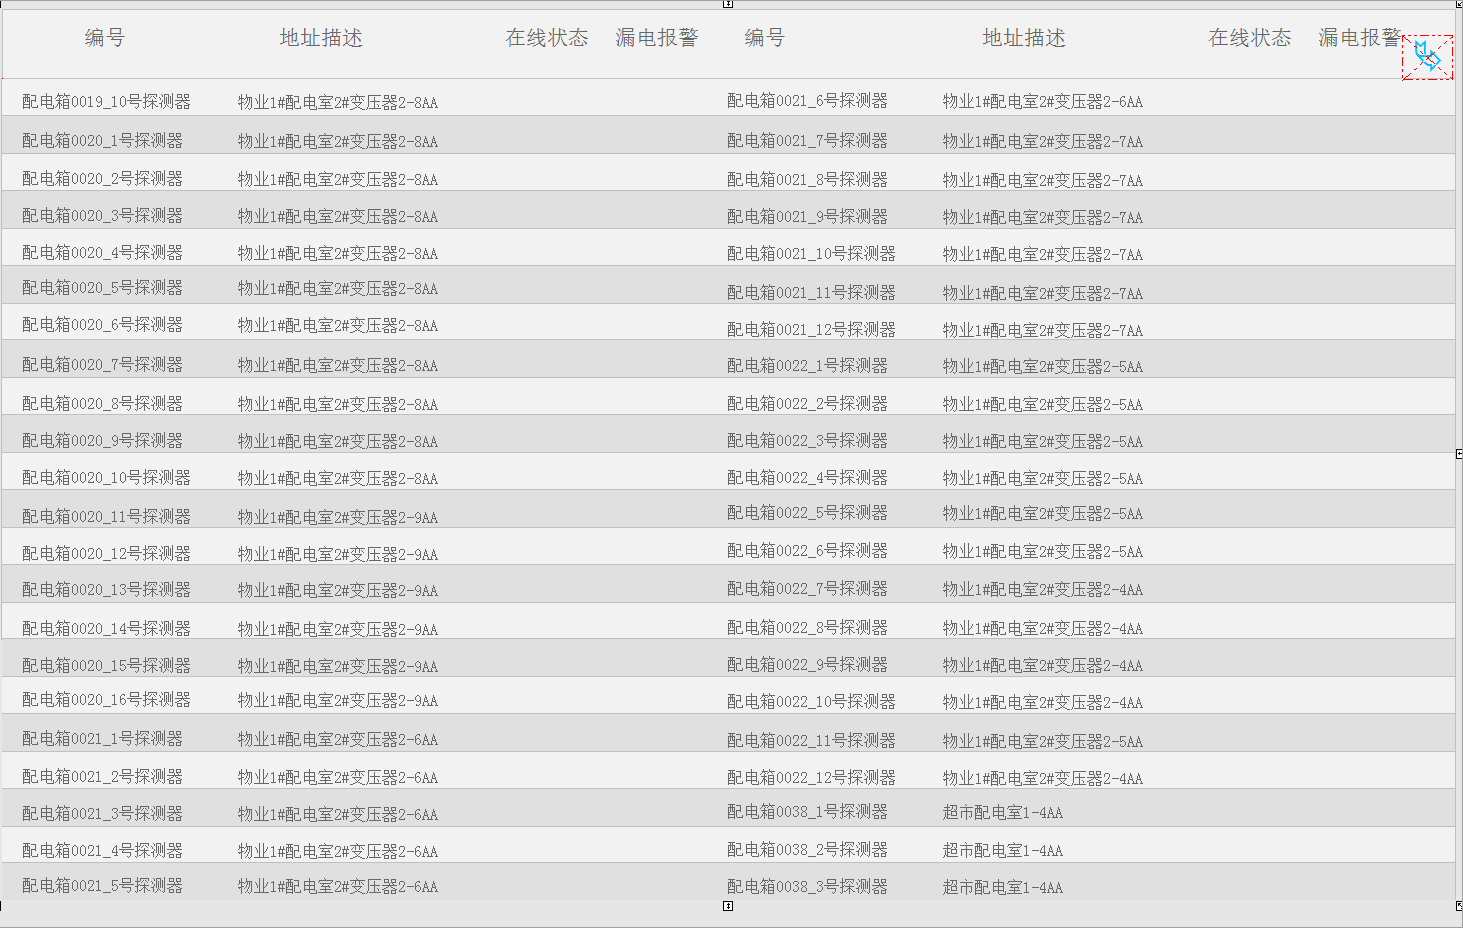 编号 地址描述 在线状态 漏电报警 编号 地址描述 在线状态 漏电报警
配电箱0019_10号探测器 物业1#配电室2#变压器2-8AA 配电箱0021_6号探测器 物业1#配电室2#变压器2-6AA
配电箱0020_1号探测器 物业1#配电室2#变压器2-8AA 配电箱0021_7号探测器 物业1#配电室2#变压器2-7AA
配电箱0020_2号探测器 物业1#配电室2#变压器2-8AA 配电箱0021_8号探测器 物业1#配电室2#变压器2-7AA
配电箱0020_3号探测器 物业1#配电室2#变压器2-8AA 配电箱0021_9号探测器 物业1#配电室2#变压器2-7AA
配电箱0020_4号探测器 物业1#配电室2#变压器2-8AA 配电箱0021_10号探测器 物业1#配电室2#变压器2-7AA
配电箱0020_5号探测器 物业1#配电室2#变压器2-8AA 配电箱0021_11号探测器 物业1#配电室2#变压器2-7AA
配电箱0020_6号探测器 物业1#配电室2#变压器2-8AA 配电箱0021_12号探测器 物业1#配电室2#变压器2-7AA
配电箱0020_7号探测器 物业1#配电室2#变压器2-8AA 配电箱0022_1号探测器 物业1#配电室2#变压器2-5AA
配电箱0020_8号探测器 物业1#配电室2#变压器2-8AA 配电箱0022_2号探测器 物业1#配电室2#变压器2-5AA
配电箱0020_9号探测器 物业1#配电室2#变压器2-8AA 配电箱0022_3号探测器 物业1#配电室2#变压器2-5AA
配电箱0020_10号探测器 物业1#配电室2#变压器2-8AA 配电箱0022_4号探测器 物业1#配电室2#变压器2-5AA
配电箱0020_11号探测器 物业1#配电室2#变压器2-9AA 配电箱0022_5号探测器 物业1#配电室2#变压器2-5AA
配电箱0020_12号探测器 物业1#配电室2#变压器2-9AA 配电箱0022_6号探测器 物业1#配电室2#变压器2-5AA
配电箱0020_13号探测器 物业1#配电室2#变压器2-9AA 配电箱0022_7号探测器 物业1#配电室2#变压器2-4AA
配电箱0020_14号探测器 物业1#配电室2#变压器2-9AA 配电箱0022_8号探测器 物业1#配电室2#变压器2-4AA
配电箱0020_15号探测器 物业1#配电室2#变压器2-9AA 配电箱0022_9号探测器 物业1#配电室2#变压器2-4AA
配电箱0020_16号探测器 物业1#配电室2#变压器2-9AA 配电箱0022_10号探测器 物业1#配电室2#变压器2-4AA
配电箱0021_1号探测器 物业1#配电室2#变压器2-6AA 配电箱0022_11号探测器 物业1#配电室2#变压器2-5AA
配电箱0021_2号探测器 物业1#配电室2#变压器2-6AA 配电箱0022_12号探测器 物业1#配电室2#变压器2-4AA
配电箱0021_3号探测器 物业1#配电室2#变压器2-6AA 配电箱0038_1号探测器 超市配电室1-4AA
配电箱0021_4号探测器 物业1#配电室2#变压器2-6AA 配电箱0038_2号探测器 超市配电室1-4AA
配电箱0021_5号探测器 物业1#配电室2#变压器2-6AA 配电箱0038_3号探测器 超市配电室1-4AA